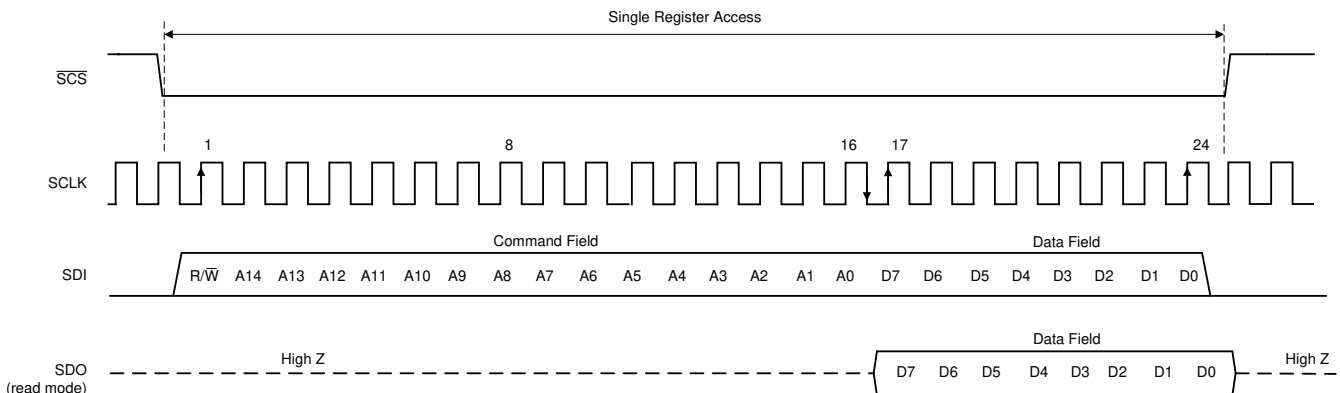 Single Register Access
SCS
1 8 16 17 24
SCLK
Command Field Data Field
SDI R/W A14 A13 A12 A11 A10 A9 A8 A7 A6 A5 A4 A3 A2 A1 A0 D7 D6 D5 D4 D3 D2 D1 D0
Data Field
High Z High Z
SDO D7 D6 D5 D4 D3 D2 D1 D0
(read mode)